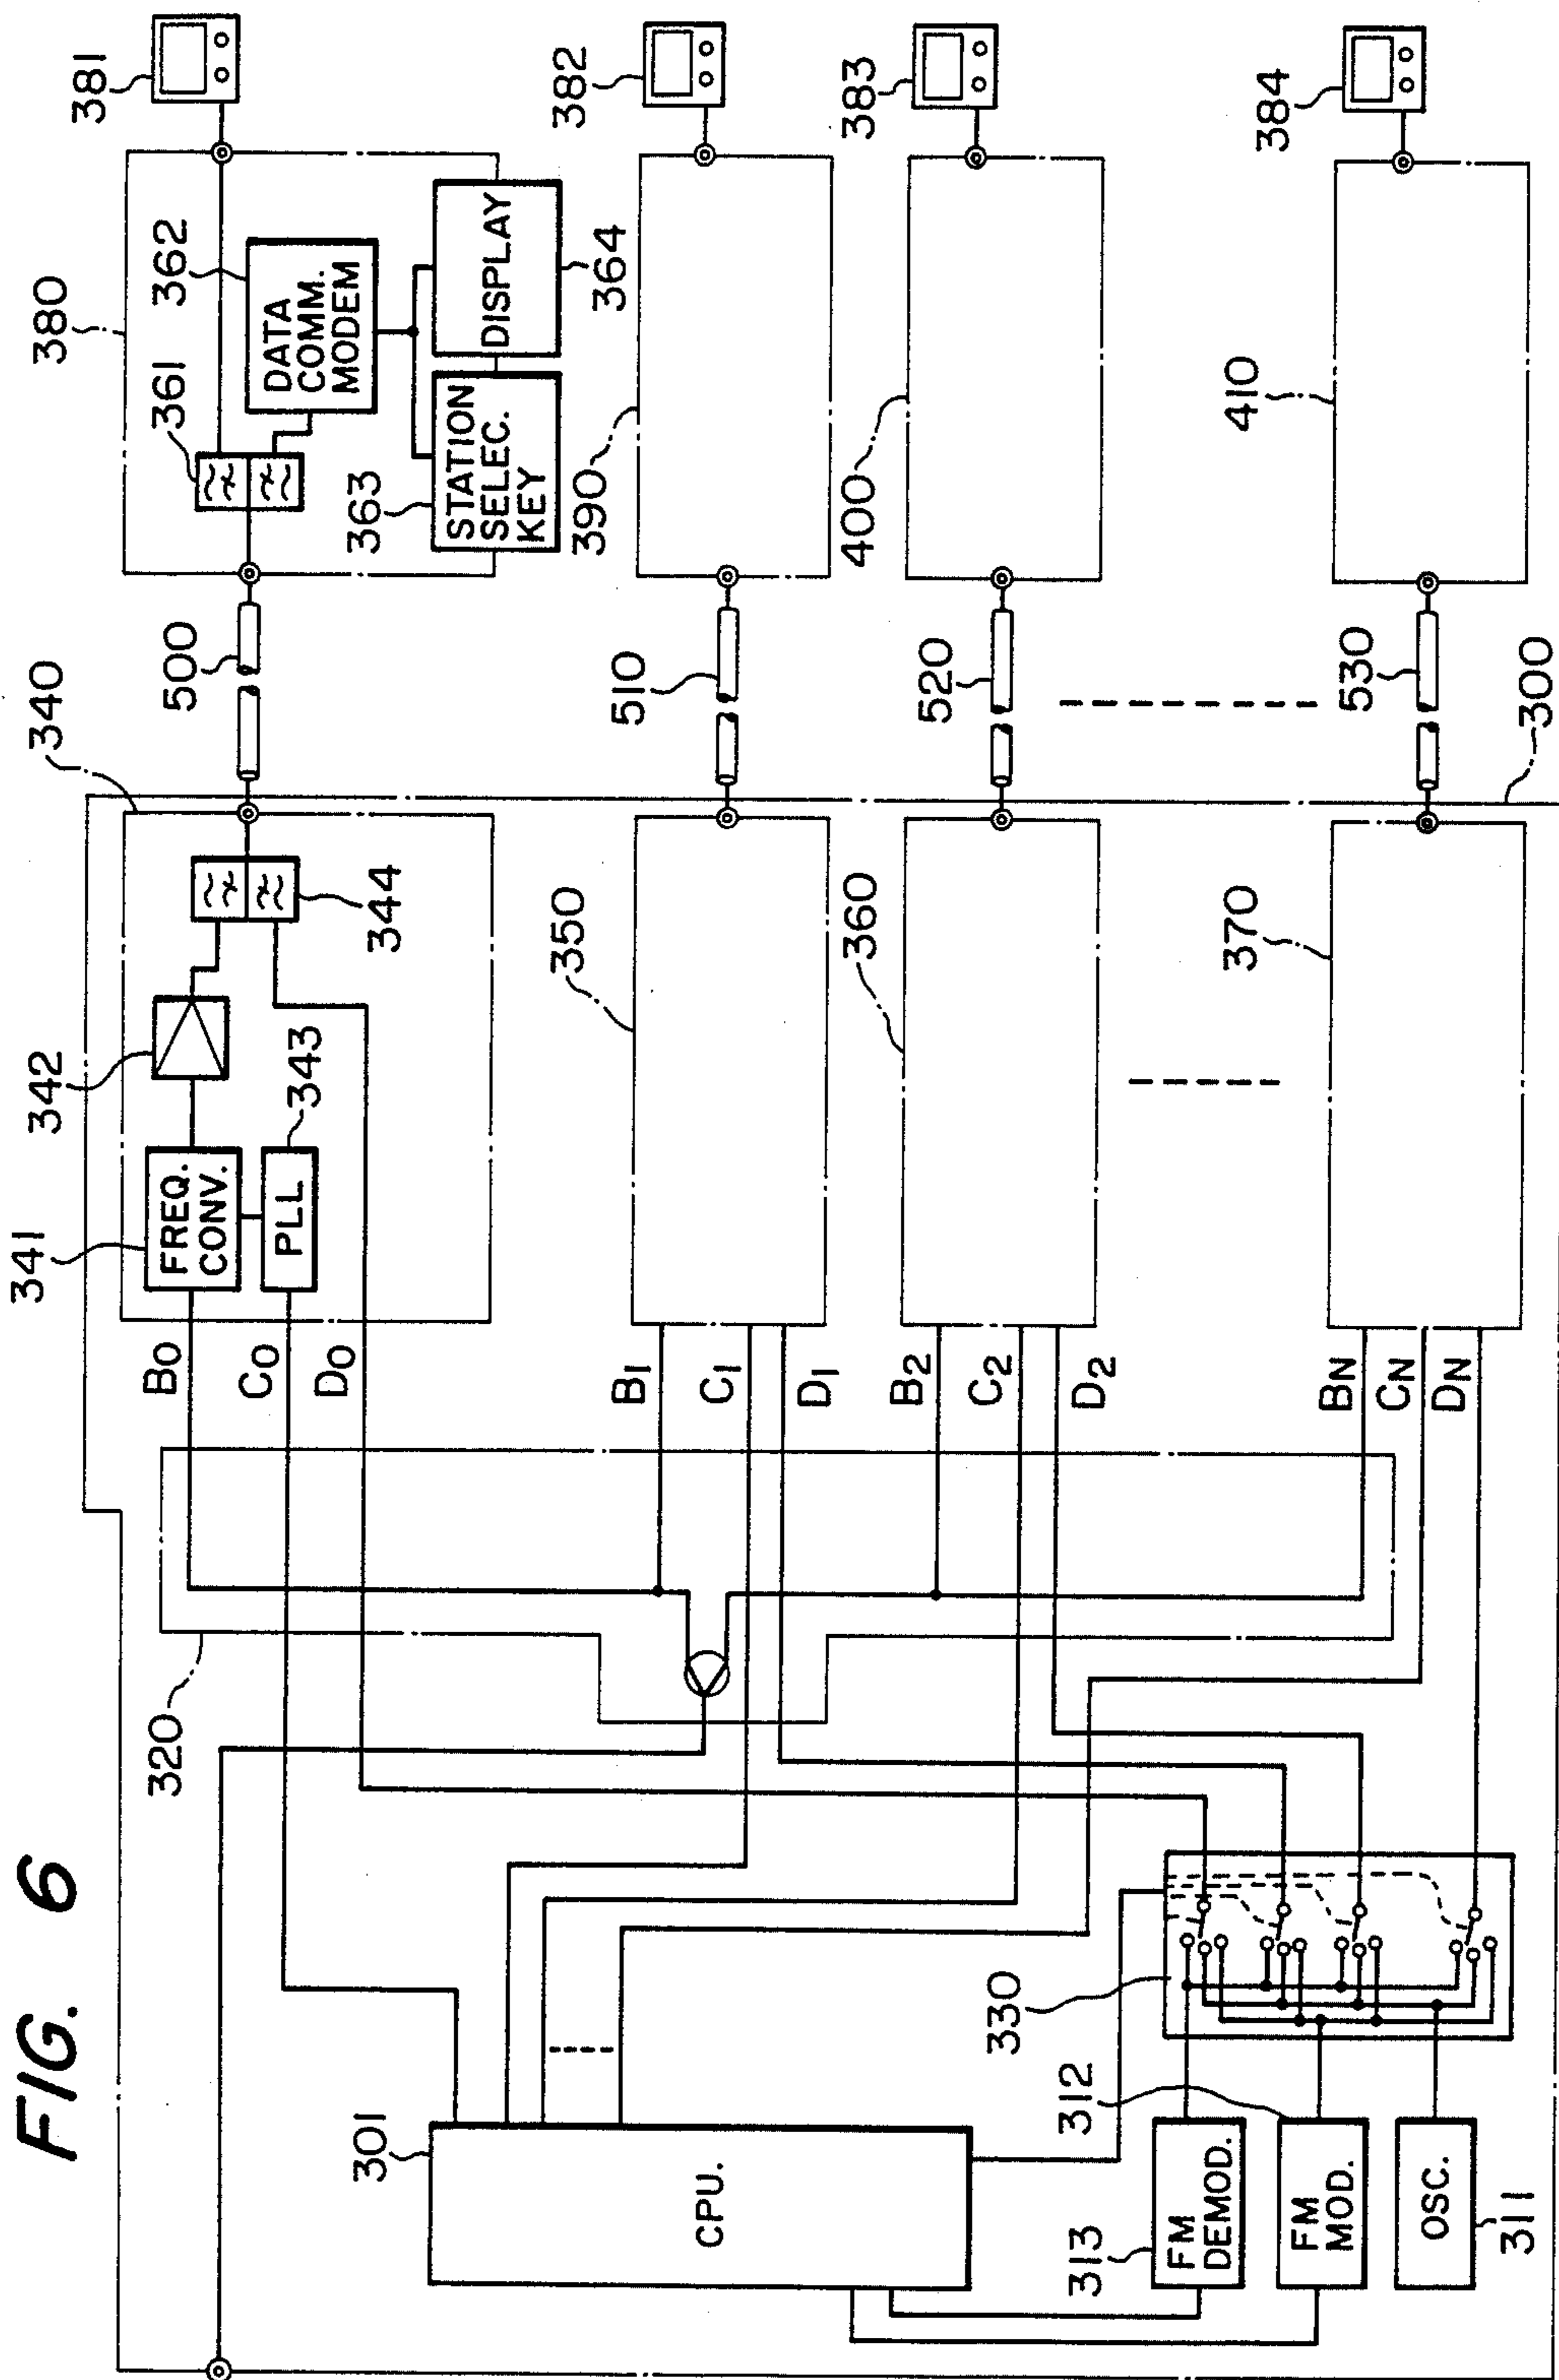 FIG. 6
381
382
383
384
380
361
362
DATA
COMM.
MODEM
DISPLAY
364
363
STATION
SELEC.
KEY
390
400
410
500
510
520
530
300
340
344
342
343
341
FREQ.
CONV.
PLL
350
360
370
B0
C0
D0
B1
C1
D1
B2
C2
D2
BN
CN
DN
320
330
301
CPU.
312
313
FM
DEMOD.
FM
MOD.
OSC.
311